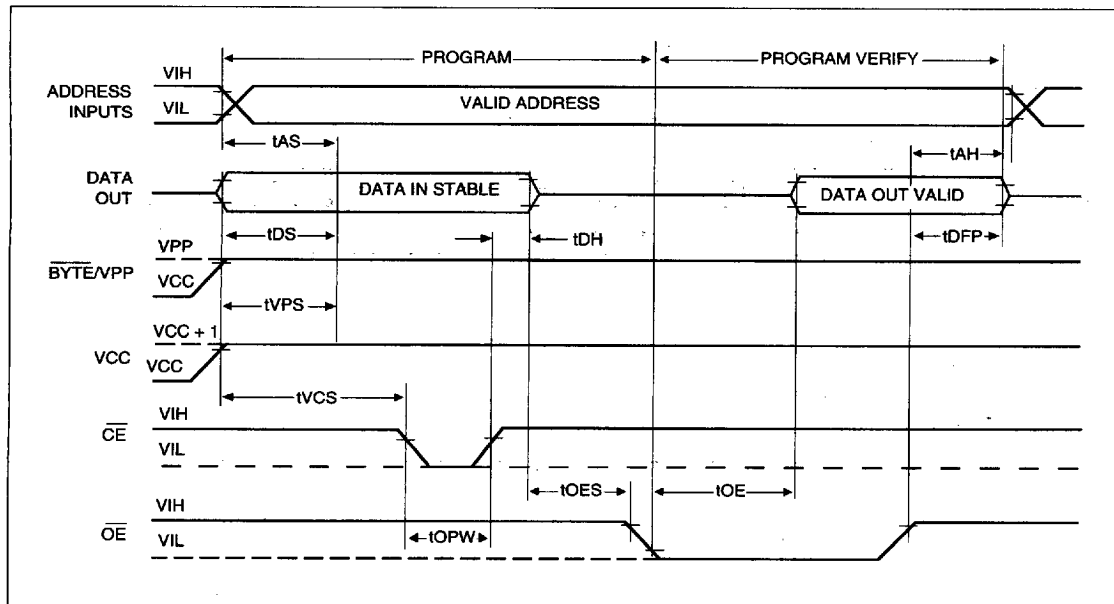 PROGRAM PROGRAM VERIFY
VIH
ADDRESS INPUTS
VIL
VALID ADDRESS
tAS
tAH
DATA OUT
DATA IN STABLE
DATA OUT VALID
tDS
tDH
tDFP
VPP
BYTE/VPP
VCC
tVPS
VCC + 1
VCC
VCC
tVCS
VIH
CE
VIL
tOES
tOE
VIH
OE
VIL
tOPW